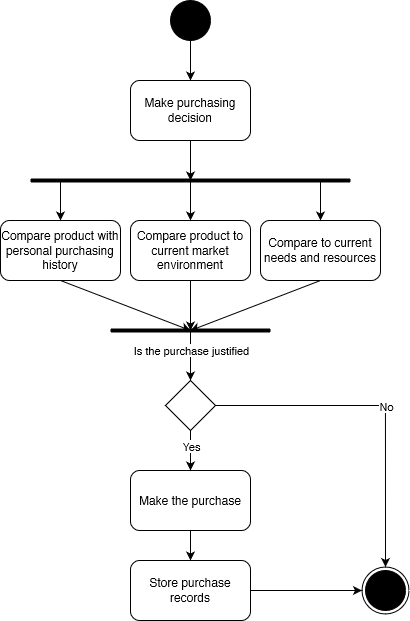 Make purchasing
decision
Compare product with
personal purchasing
history
Compare product to
current market
environment
Compare to current
needs and resources
Is the purchase justified
No
Yes
Make the purchase
Store purchase
records